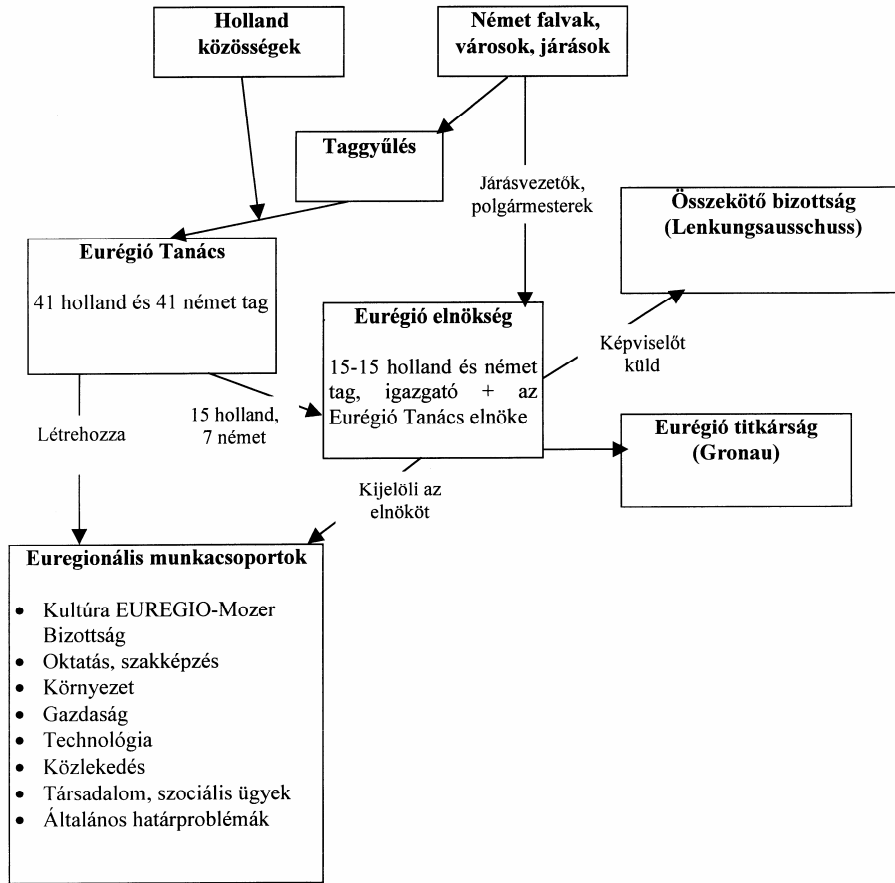 Holland
közösségek
Német falvak,
városok, járások
Taggyűlés
Járásvezetők,
polgármesterek
Összekötő bizottság
(Lenkungsausschuss)
Eurégió Tanács
41 holland és 41 német tag
Eurégió elnökség
15-15 holland és német
tag, igazgató + az
Eurégió Tanács elnöke
Képviselőt
küld
Létrehozza
15 holland,
7 német
Eurégió titkárság
(Gronau)
Kijelöli az
elnököt
Euregionális munkacsoportok
• Kultúra EUREGIO-Mozer
Bizottság
• Oktatás, szakképzés
• Környezet
• Gazdaság
• Technológia
• Közlekedés
• Társadalom, szociális ügyek
• Általános határproblémák